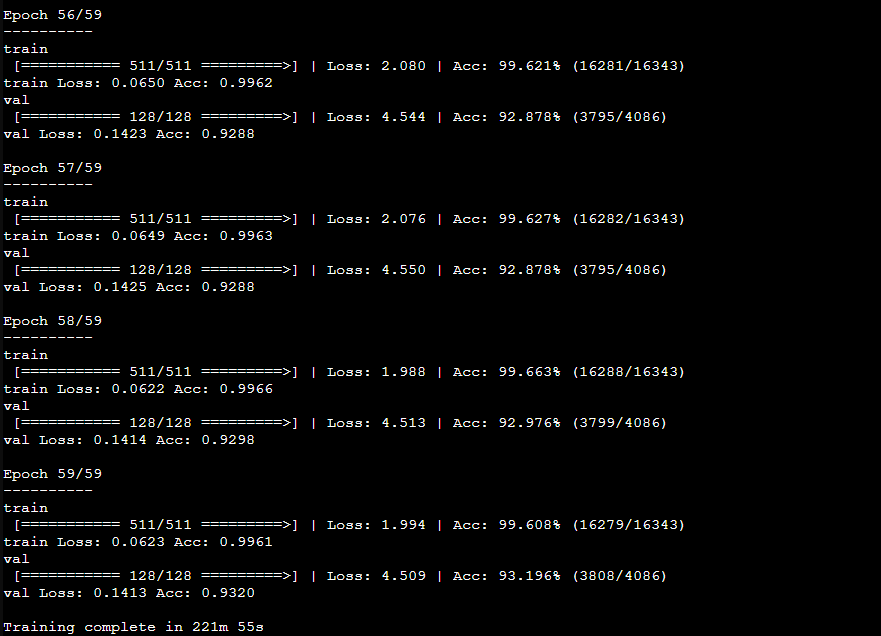 Epoch 56/59
----------
train
[=========== 511/511 =========>] | Loss: 2.080 | Acc: 99.621% (16281/16343)
train Loss: 0.0650 Acc: 0.9962
val
[=========== 128/128 =========>] | Loss: 4.544 | Acc: 92.878% (3795/4086)
val Loss: 0.1423 Acc: 0.9288
Epoch 57/59
----------
train
[=========== 511/511 =========>] | Loss: 2.076 | Acc: 99.627% (16282/16343)
train Loss: 0.0649 Acc: 0.9963
val
[=========== 128/128 =========>] | Loss: 4.550 | Acc: 92.878% (3795/4086)
val Loss: 0.1425 Acc: 0.9288
Epoch 58/59
----------
train
[=========== 511/511 =========>] | Loss: 1.988 | Acc: 99.663% (16288/16343)
train Loss: 0.0622 Acc: 0.9966
val
[=========== 128/128 =========>] | Loss: 4.513 | Acc: 92.976% (3799/4086)
val Loss: 0.1414 Acc: 0.9298
Epoch 59/59
----------
train
[=========== 511/511 =========>] | Loss: 1.994 | Acc: 99.608% (16279/16343)
train Loss: 0.0623 Acc: 0.9961
val
[=========== 128/128 =========>] | Loss: 4.509 | Acc: 93.196% (3808/4086)
val Loss: 0.1413 Acc: 0.9320
Training complete in 221m 55s